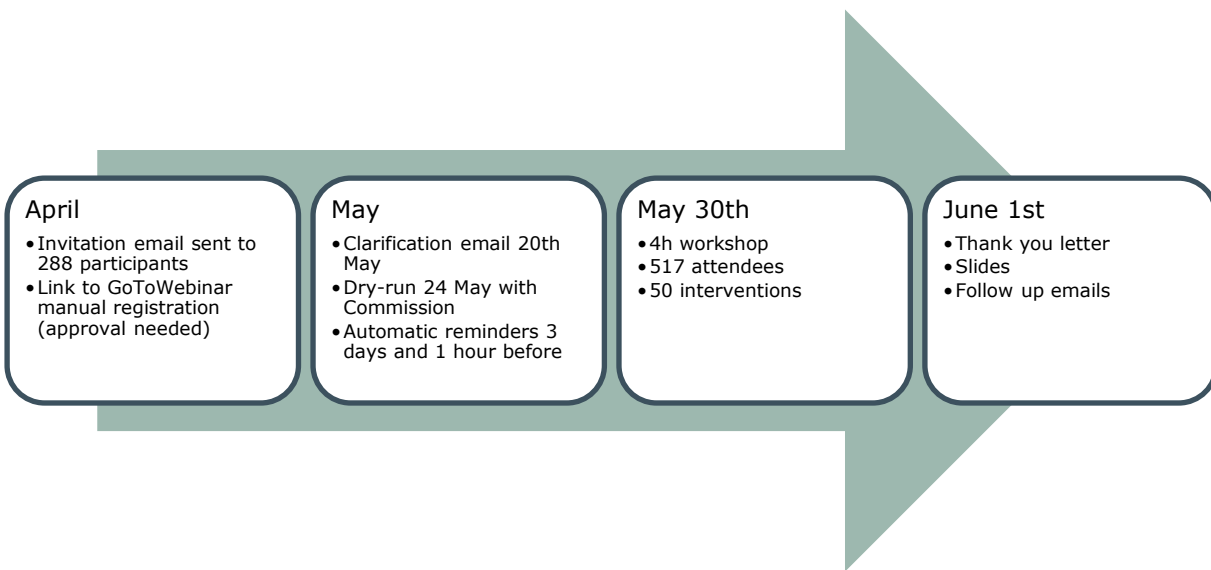 April
•Invitation email sent to
288 participants
•Link to GoToWebinar
manual registration
(approval needed)
May
•Clarification email 20th
May
•Dry-run 24 May with
Commission
•Automatic reminders 3
days and 1 hour before
May 30th
•4h workshop
•517 attendees
•50 interventions
June 1st
•Thank you letter
•Slides
•Follow up emails